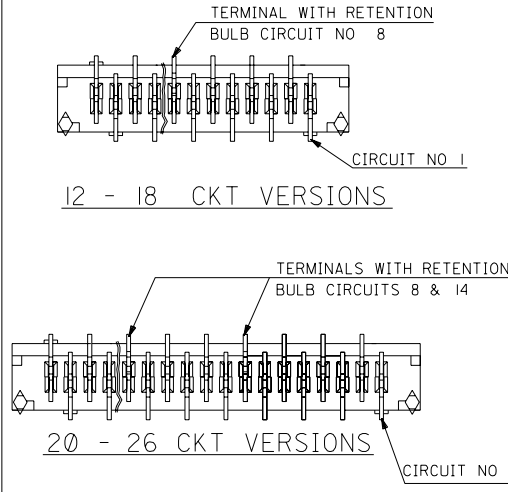 TERMINAL WITH RETENTION
BULB CIRCUIT NO 8
CIRCUIT NO 1
12 - 18 CKT VERSIONS
TERMINALS WITH RETENTION
BULB CIRCUITS 8 & 14
20 - 26 CKT VERSIONS
CIRCUIT NO